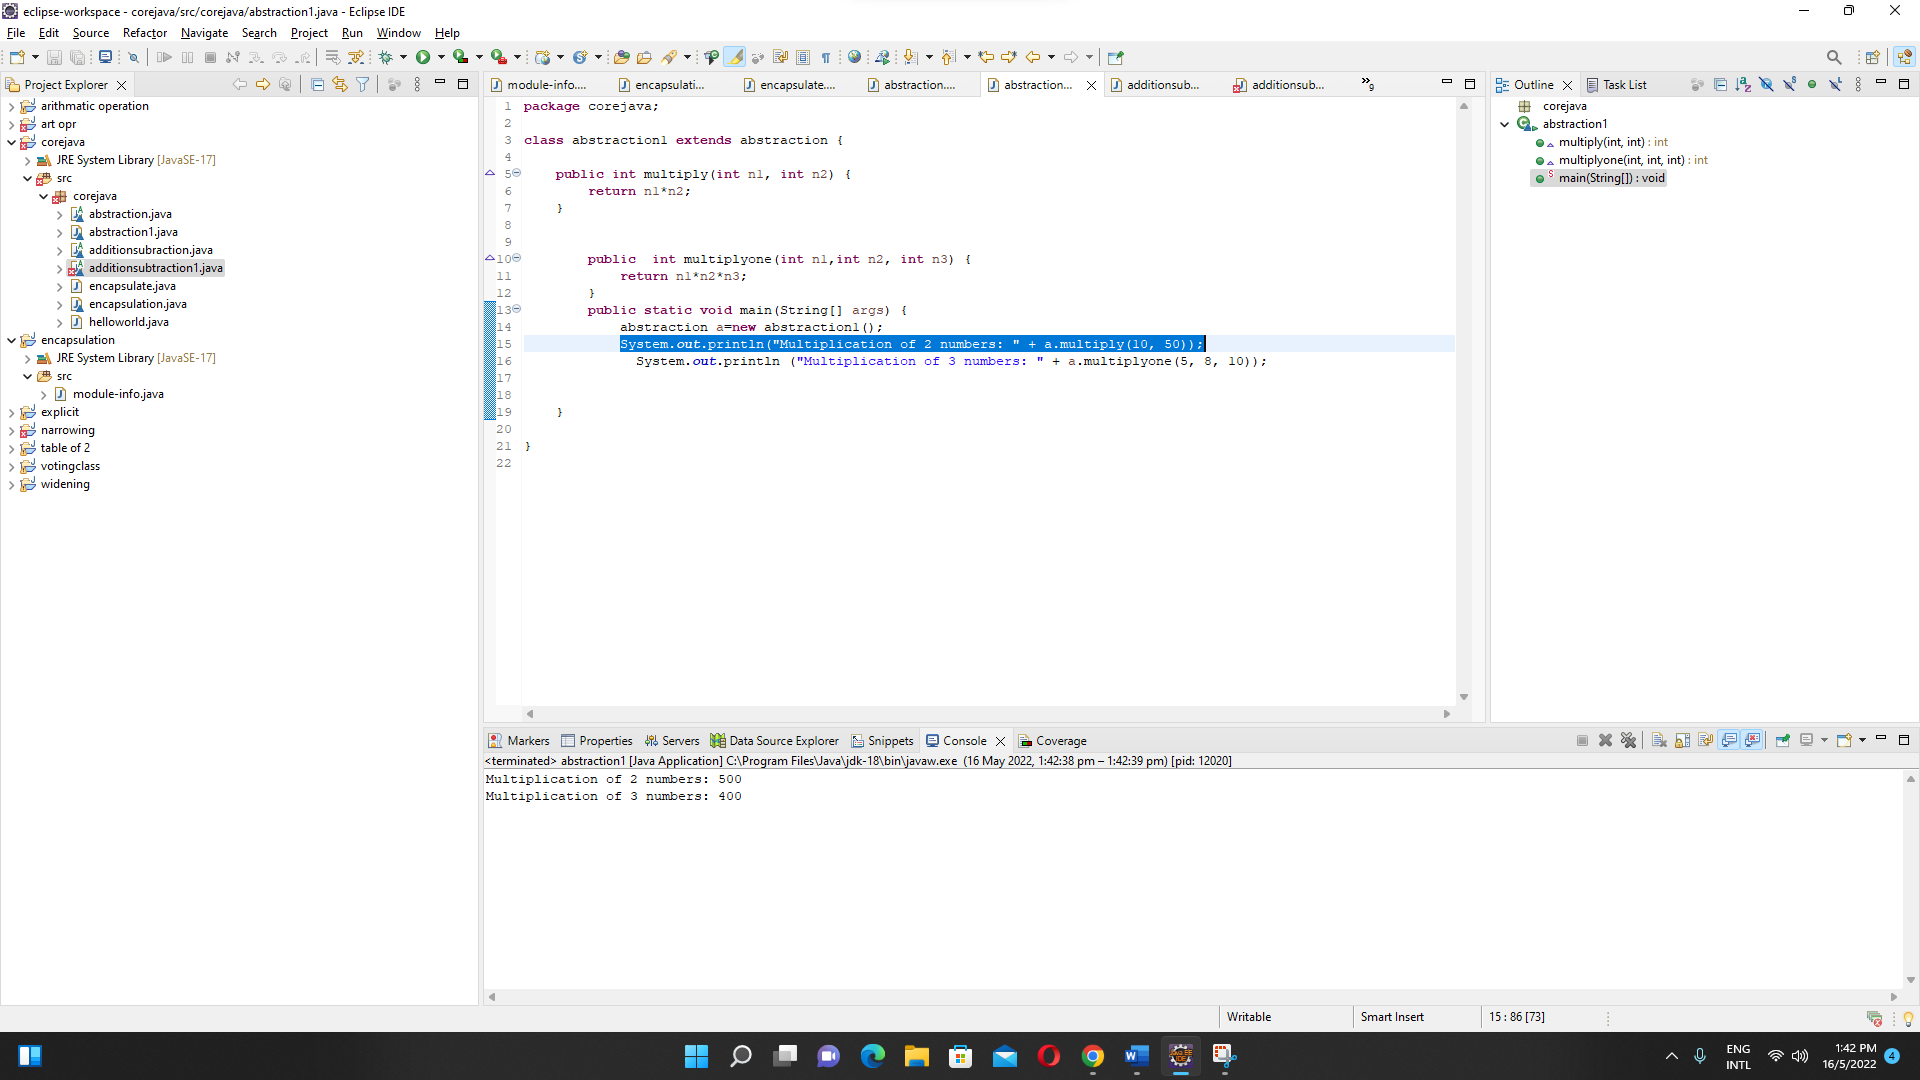 eclipse-workspace - corejava/src/corejava/abstraction1.java - Eclipse IDE
File Edit Source Refactor Navigate Search Project Run Window Help
Project Explorer
arithmatic operation
art opr
corejava
JRE System Library [JavaSE-17]
src
corejava
abstraction.java
abstraction1.java
additionsubraction.java
additionsubtraction1.java
encapsulate.java
encapsulation.java
helloworld.java
encapsulation
JRE System Library [JavaSE-17]
src
module-info.java
explicit
narrowing
table of 2
votingclass
widening
module-info.... encapsulati... encapsulate.... abstraction.... abstraction... additionsub... additionsub... »9
1 package corejava;
2
3 class abstraction1 extends abstraction {
4
5 public int multiply(int n1, int n2) {
6 return n1*n2;
7 }
8
9
10 public  int multiplyone(int n1,int n2, int n3) {
11 return n1*n2*n3;
12 }
13 public static void main(String[] args) {
14 abstraction a=new abstraction1();
15 System.out.println("Multiplication of 2 numbers: " + a.multiply(10, 50));
16 System.out.println ("Multiplication of 3 numbers: " + a.multiplyone(5, 8, 10));
17
18
19 }
20
21 }
22
Outline Task List
corejava
abstraction1
multiply(int, int) : int
multiplyone(int, int, int) : int
main(String[]) : void
Markers Properties Servers Data Source Explorer Snippets Console Coverage
<terminated> abstraction1 [Java Application] C:\Program Files\Java\jdk-18\bin\javaw.exe (16 May 2022, 1:42:38 pm – 1:42:39 pm) [pid: 12020]
Multiplication of 2 numbers: 500
Multiplication of 3 numbers: 400
Writable Smart Insert 15 : 86 [73]
ENG
INTL
1:42 PM
16/5/2022
4